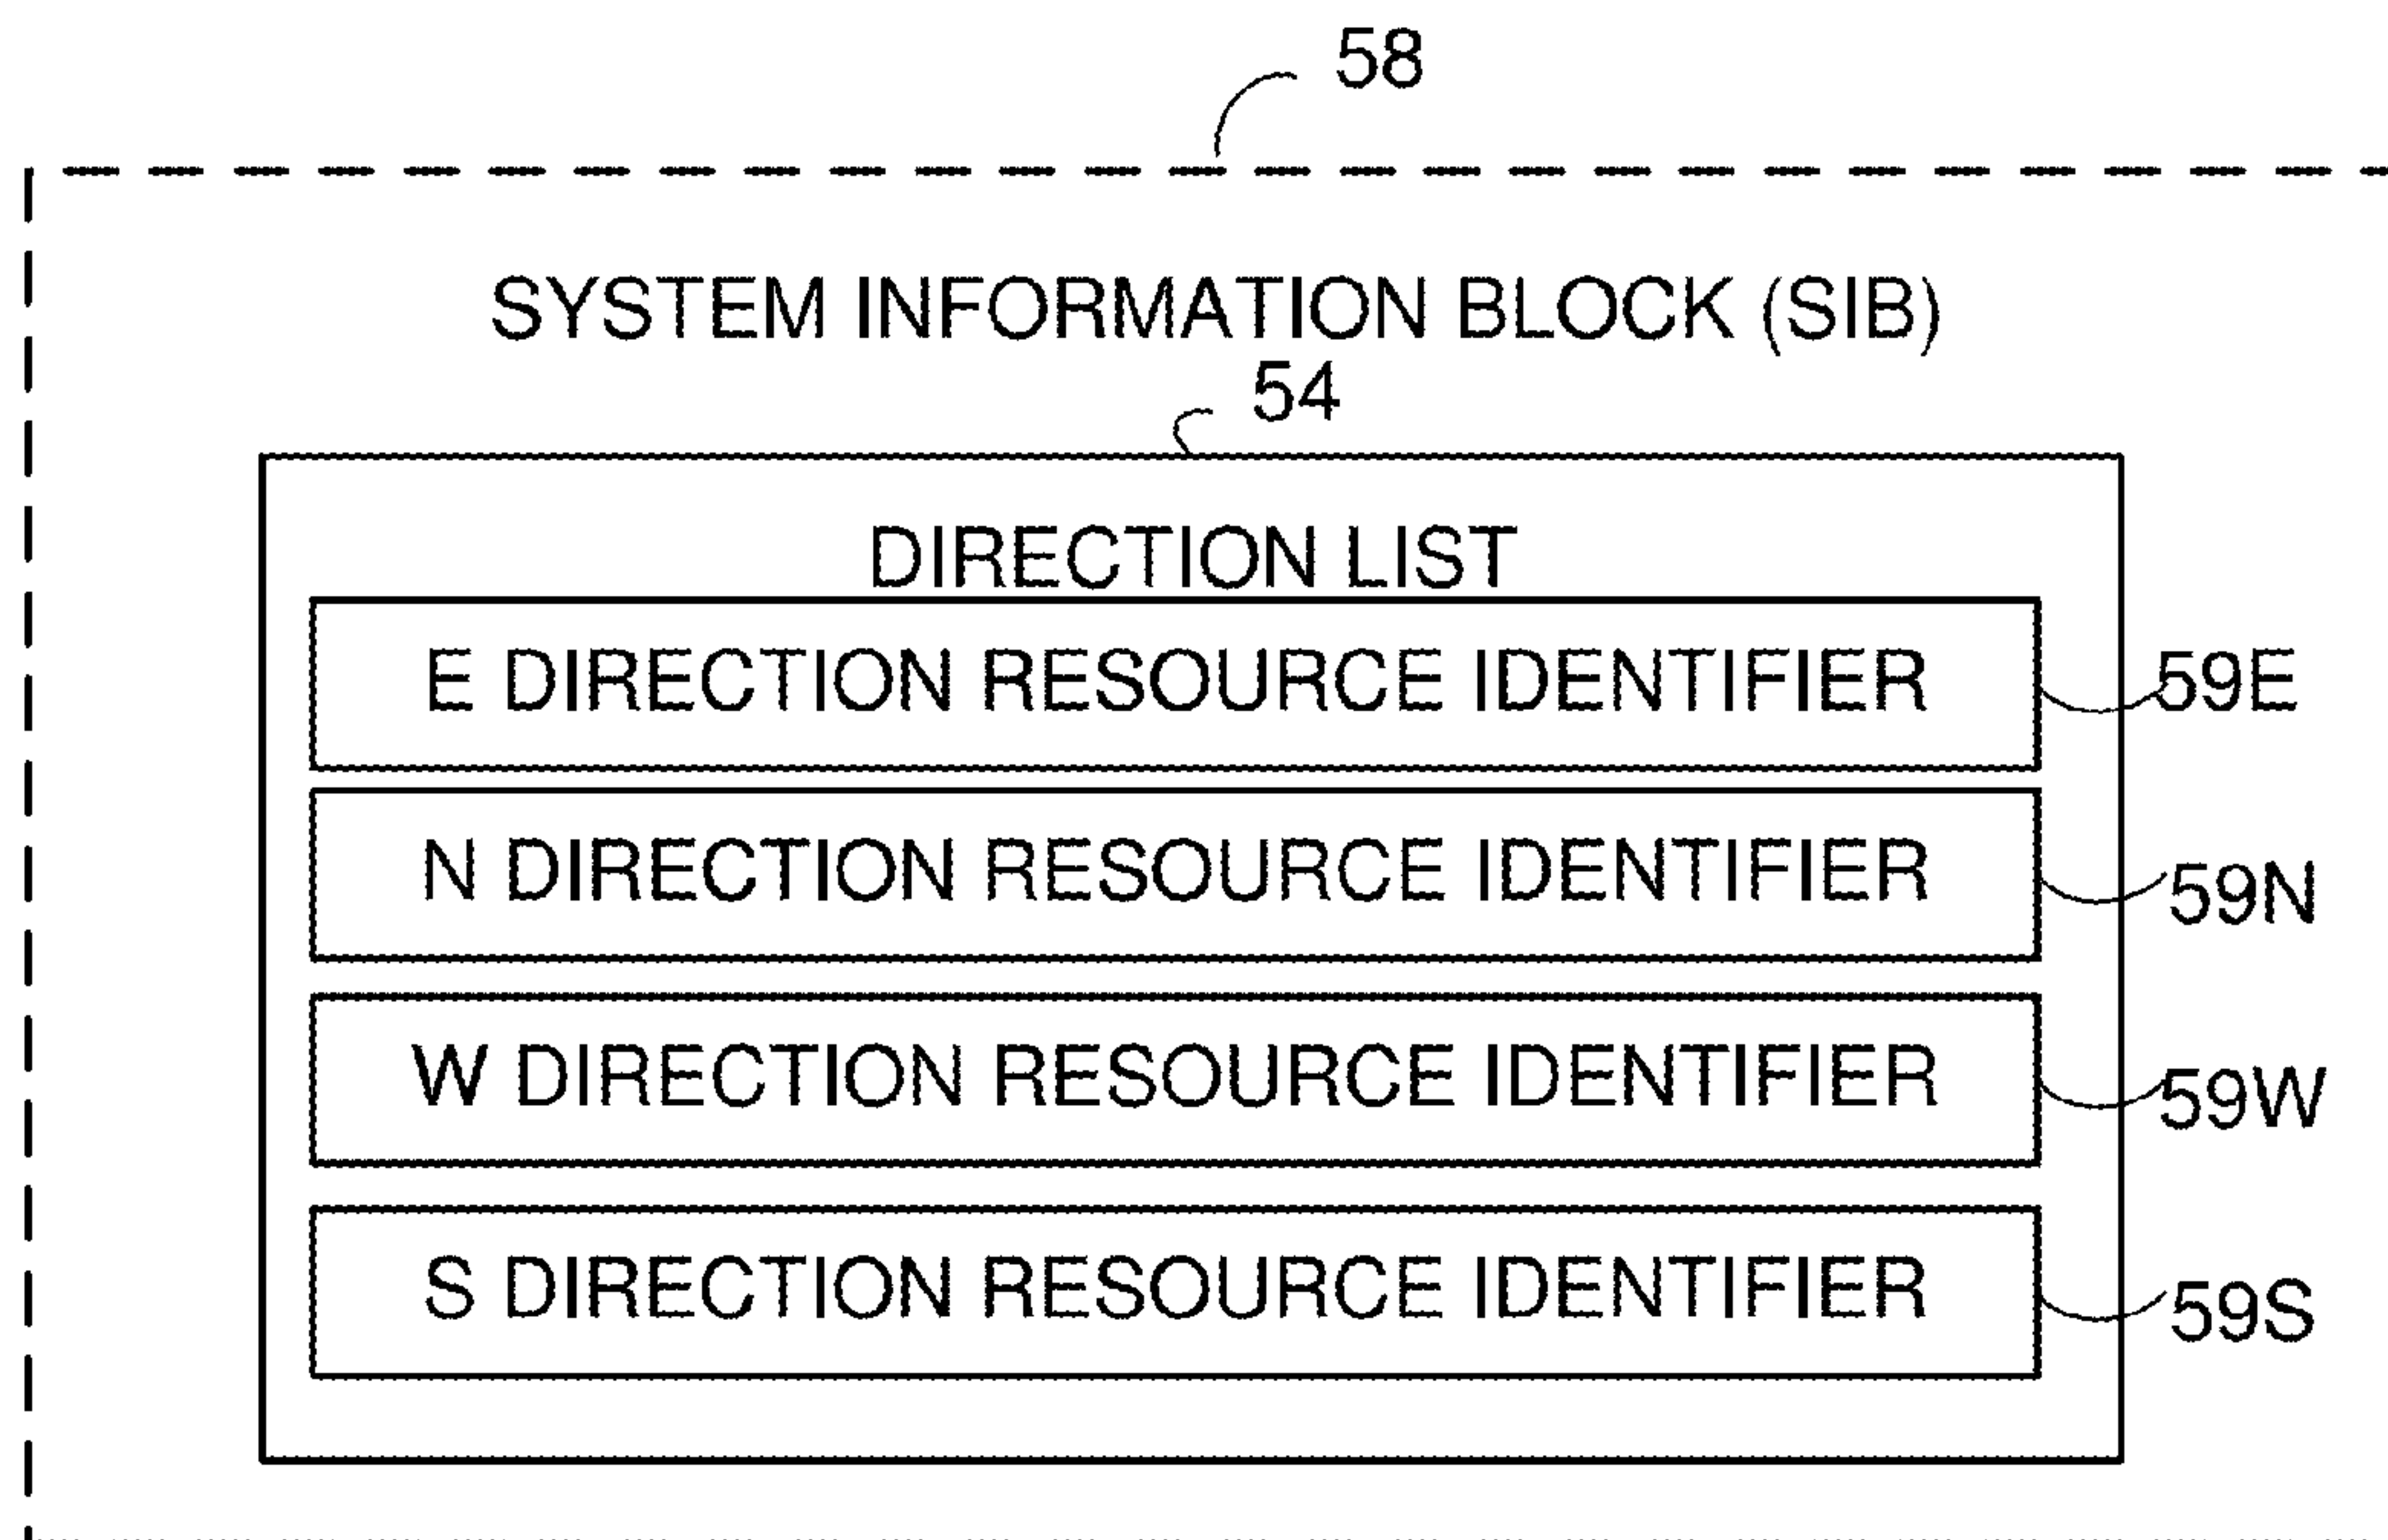 58
SYSTEM INFORMATION BLOCK (SIB)
54
DIRECTION LIST
E DIRECTION RESOURCE IDENTIFIER 59E
N DIRECTION RESOURCE IDENTIFIER 59N
W DIRECTION RESOURCE IDENTIFIER 59W
S DIRECTION RESOURCE IDENTIFIER 59S